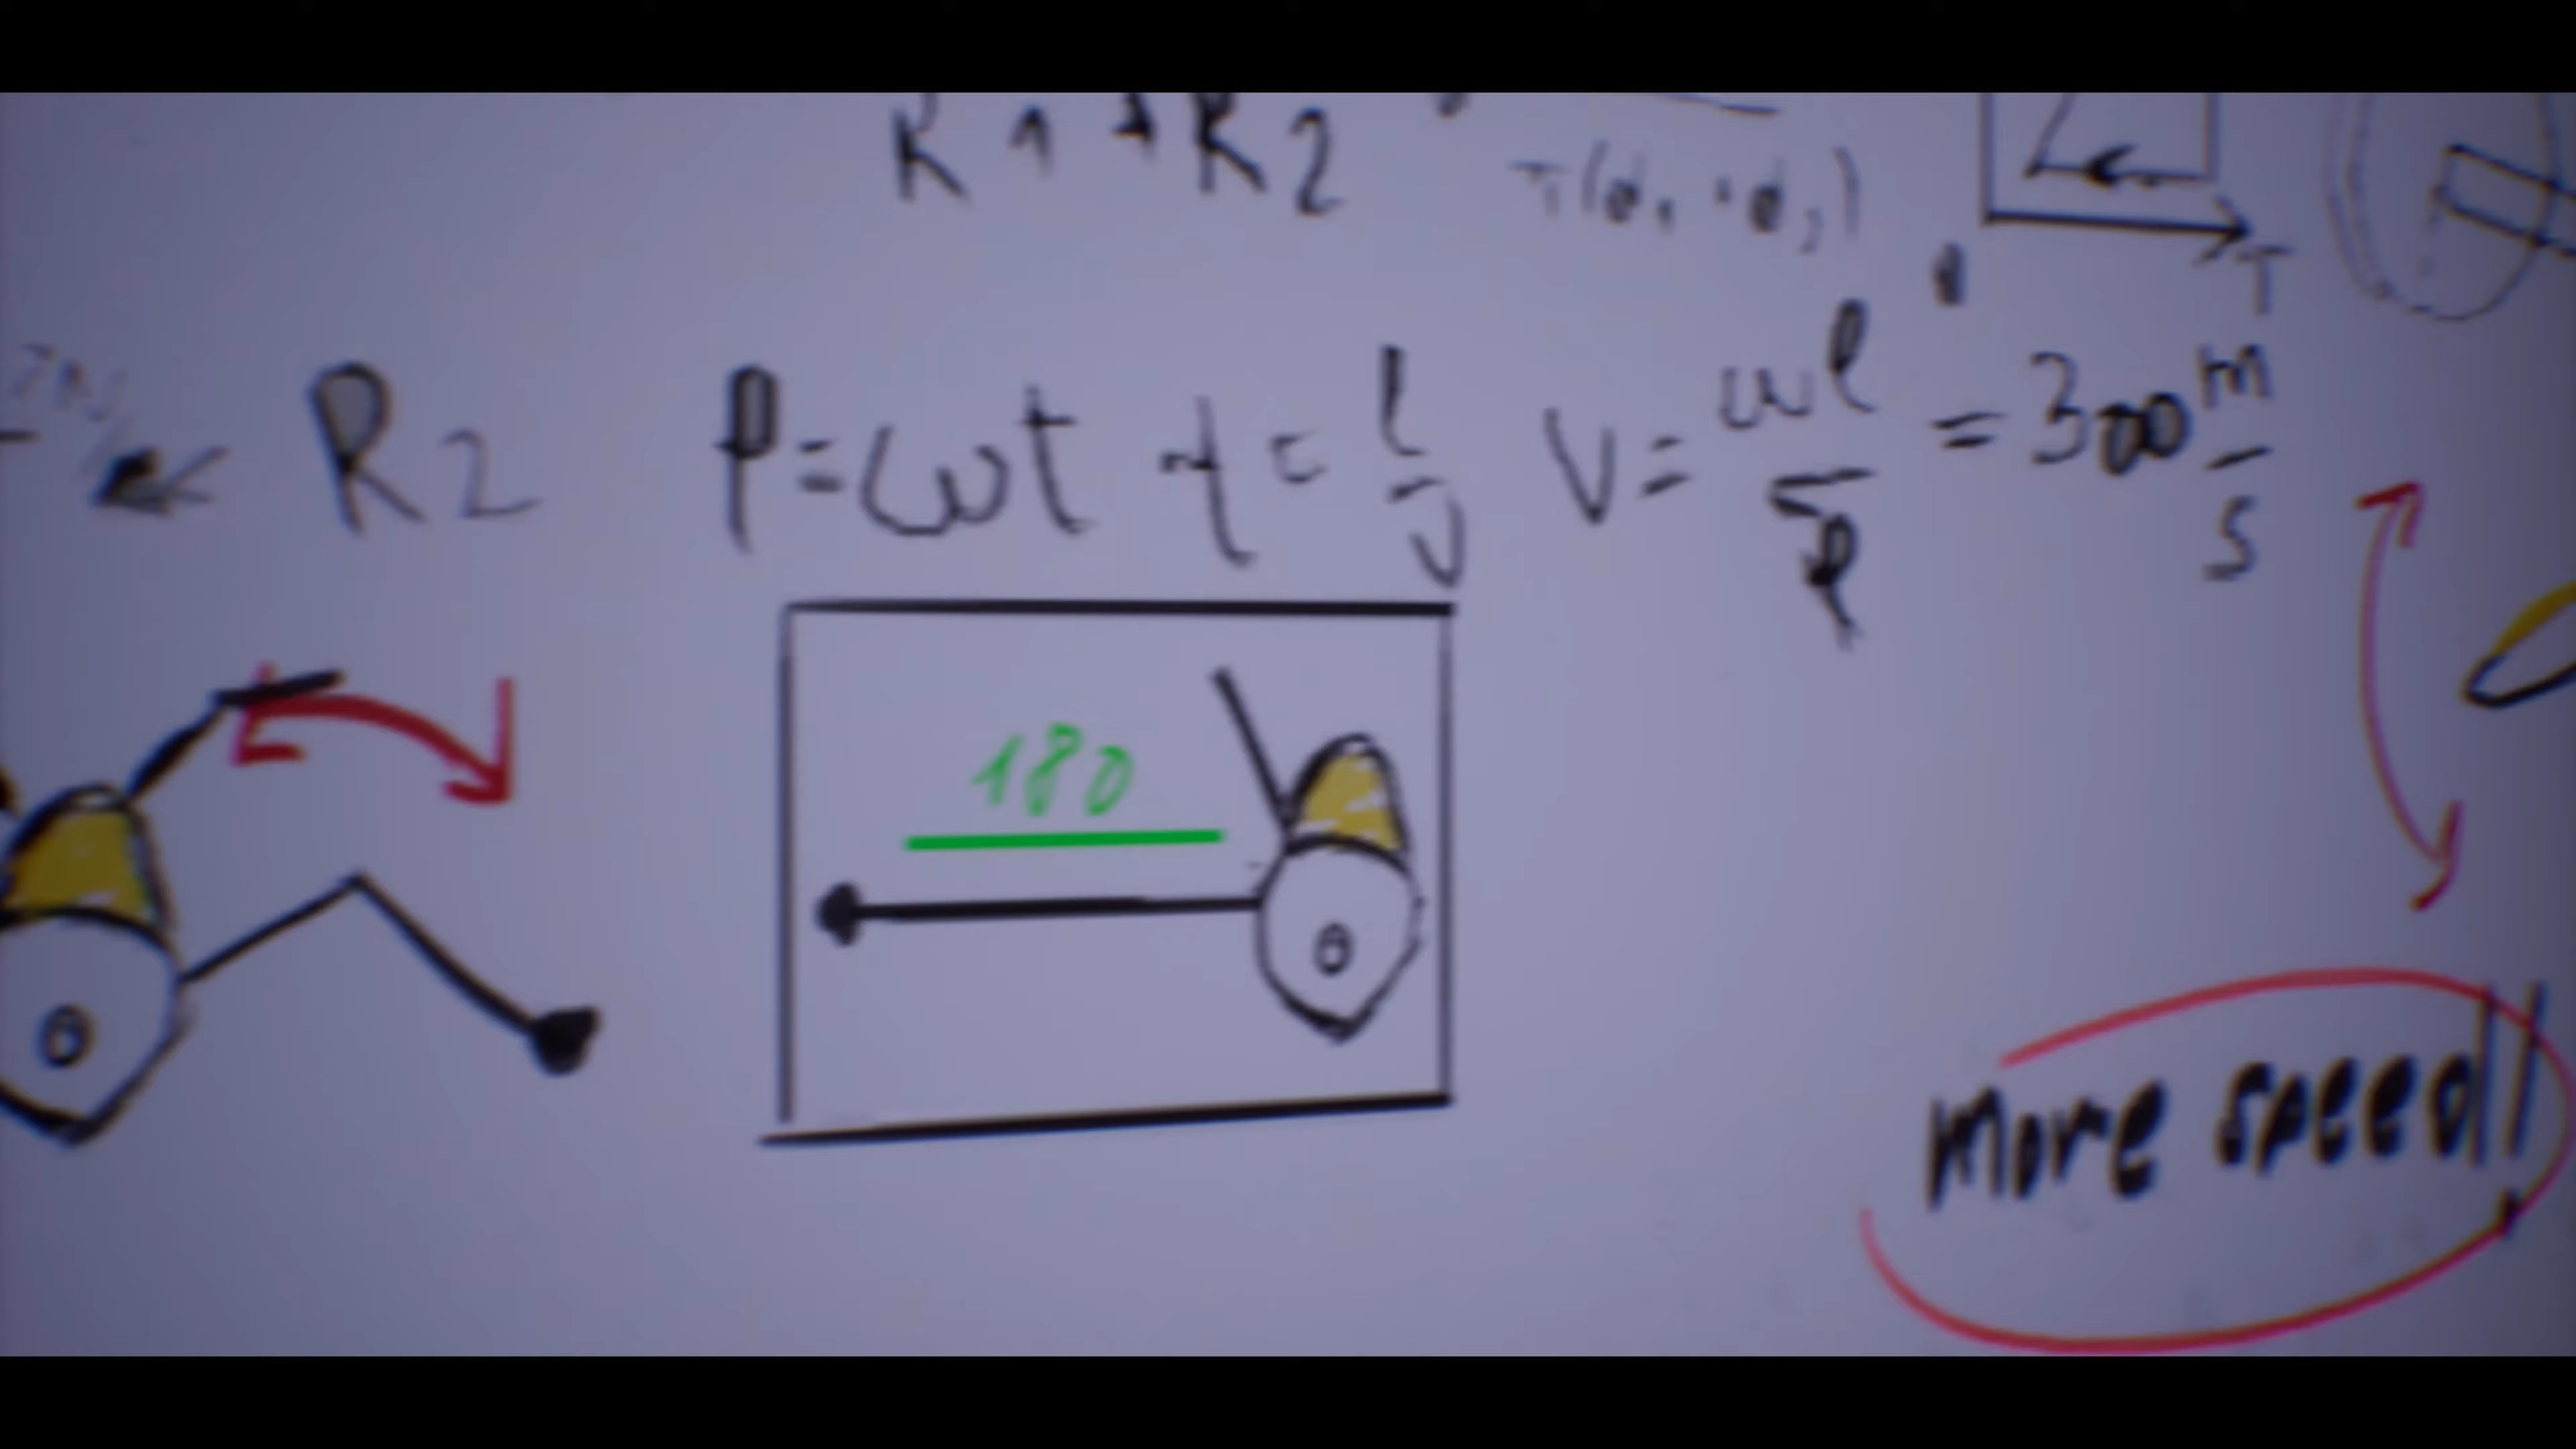 R1 + R2
T
R2
φ=ωt t=l/v v=ωl/φ =300 m/s
180
θ
θ
more speed!!